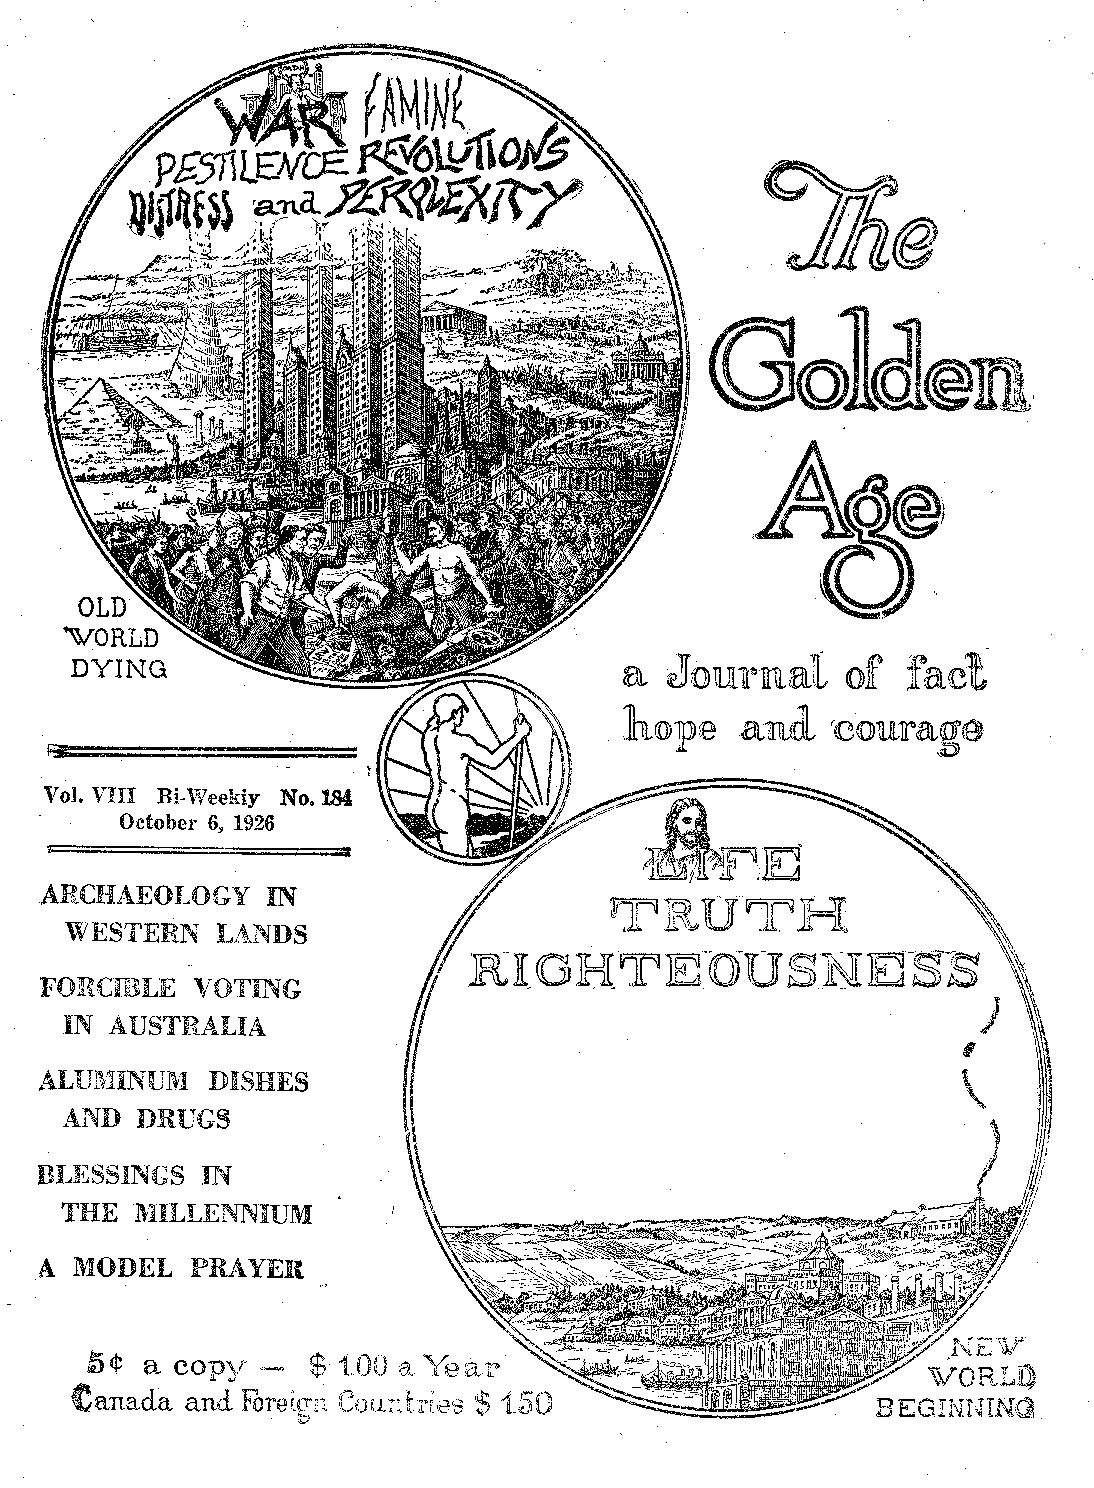 WAR FAMINE
PESTILENCE REVOLUTIONS
DISTRESS and PERPLEXITY
The
Golden
Age
OLD
WORLD
DYING
a Journal of fact
hope and courage
Vol. VIII Bi-Weekly No. 184
October 6, 1926
LIFE
TRUTH
RIGHTEOUSNESS
ARCHAEOLOGY IN
WESTERN LANDS
FORCIBLE VOTING
IN AUSTRALIA
ALUMINUM DISHES
AND DRUGS
BLESSINGS IN
THE MILLENNIUM
A MODEL PRAYER
5¢ a copy — $ 1.00 a Year
Canada and Foreign Countries $ 1.50
NEW
WORLD
BEGINNING